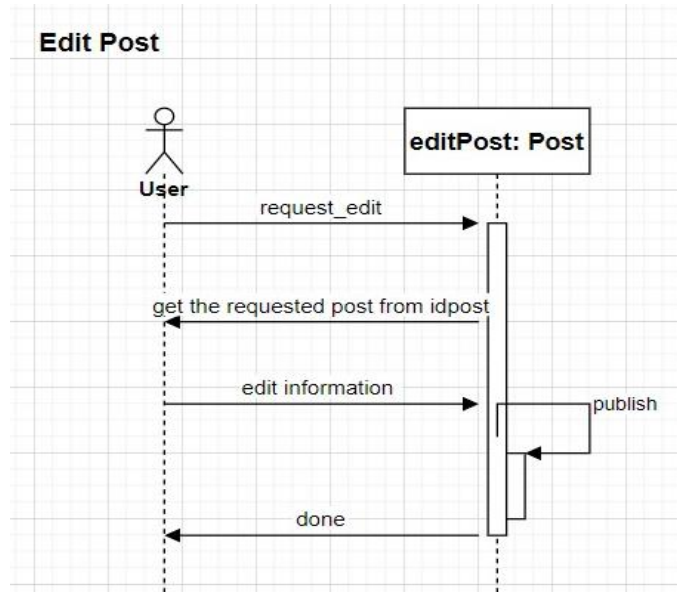 Edit Post
editPost: Post
User
request_edit
get the requested post from idpost
edit information
publish
done